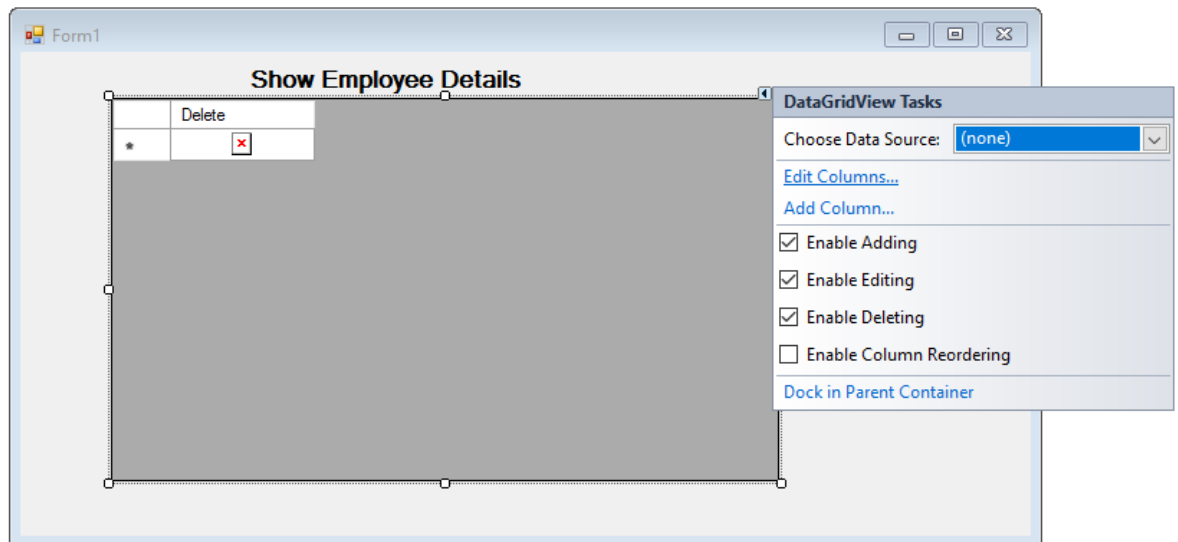 Form1
Show Employee Details
Delete
DataGridView Tasks
Choose Data Source: (none)
Edit Columns...
Add Column...
Enable Adding
Enable Editing
Enable Deleting
Enable Column Reordering
Dock in Parent Container